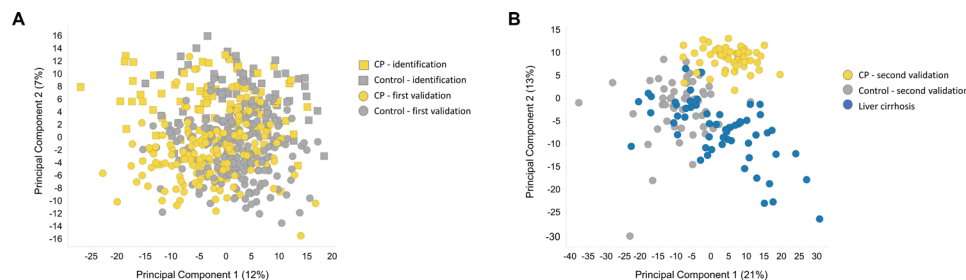 A
Principal Component 2 (7%)
16
14
12
10
8
6
4
2
0
-2
-4
-6
-8
-10
-12
-14
-16
-25 -20 -15 -10 -5 0 5 10 15 20
Principal Component 1 (12%)
CP - identification
Control - identification
CP - first validation
Control - first validation
B
Principal Component 2 (13%)
15
10
5
0
-5
-10
-15
-20
-25
-30
-40 -35 -30 -25 -20 -15 -10 -5 0 5 10 15 20 25 30
Principal Component 1 (21%)
CP - second validation
Control - second validation
Liver cirrhosis